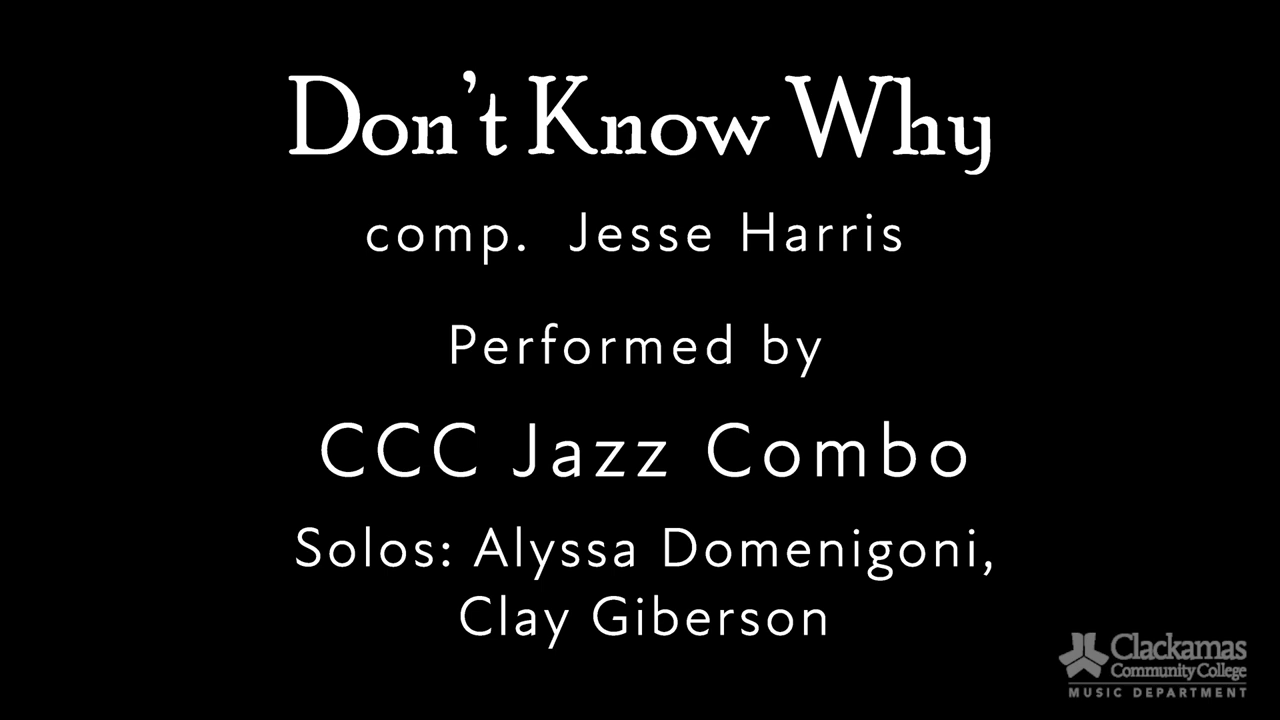 Don't Know Why
comp. Jesse Harris
Performed by
CCC Jazz Combo
Solos: Alyssa Domenigoni,
Clay Giberson
Clackamas
Community College
MUSIC DEPARTMENT